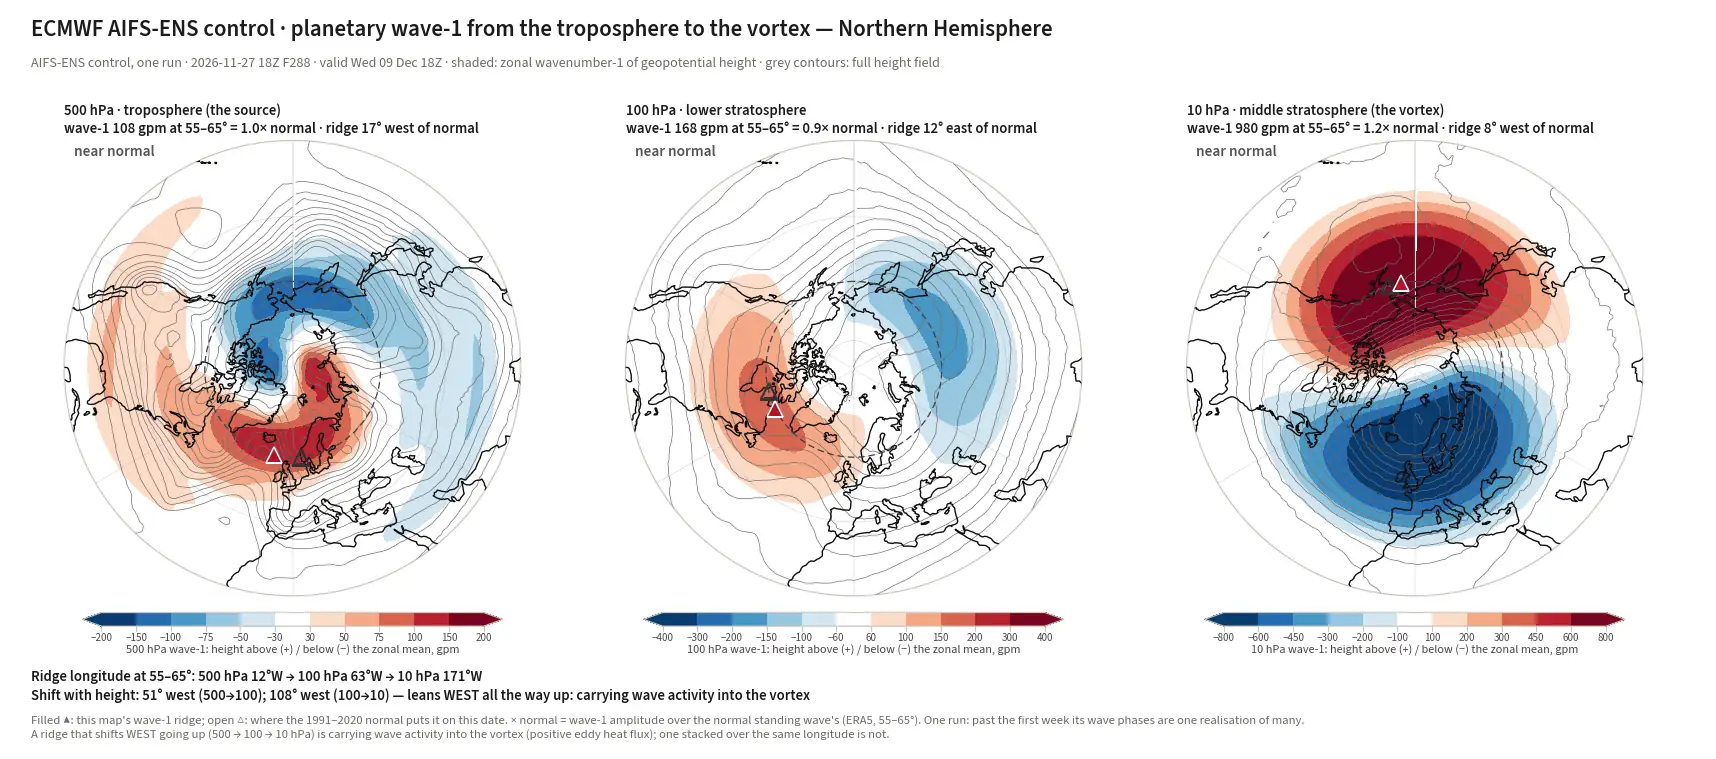 ECMWF AIFS-ENS control · planetary wave-1 from the troposphere to the vortex — Northern Hemisphere
AIFS-ENS control, one run · 2026-11-27 18Z F288 · valid Wed 09 Dec 18Z · shaded: zonal wavenumber-1 of geopotential height · grey contours: full height field
500 hPa · troposphere (the source)
wave-1 108 gpm at 55–65° = 1.0× normal · ridge 17° west of normal
near normal
100 hPa · lower stratosphere
wave-1 168 gpm at 55–65° = 0.9× normal · ridge 12° east of normal
near normal
10 hPa · middle stratosphere (the vortex)
wave-1 980 gpm at 55–65° = 1.2× normal · ridge 8° west of normal
near normal
−200 −150 −100 −75 −50 −30 30 50 75 100 150 200
500 hPa wave-1: height above (+) / below (−) the zonal mean, gpm
−400 −300 −200 −150 −100 −60 60 100 150 200 300 400
100 hPa wave-1: height above (+) / below (−) the zonal mean, gpm
−800 −600 −450 −300 −200 −100 100 200 300 450 600 800
10 hPa wave-1: height above (+) / below (−) the zonal mean, gpm
Ridge longitude at 55–65°: 500 hPa 12°W → 100 hPa 63°W → 10 hPa 171°W
Shift with height: 51° west (500→100); 108° west (100→10) — leans WEST all the way up: carrying wave activity into the vortex
Filled ▲: this map's wave-1 ridge; open △: where the 1991–2020 normal puts it on this date. × normal = wave-1 amplitude over the normal standing wave's (ERA5, 55–65°). One run: past the first week its wave phases are one realisation of many.
A ridge that shifts WEST going up (500 → 100 → 10 hPa) is carrying wave activity into the vortex (positive eddy heat flux); one stacked over the same longitude is not.